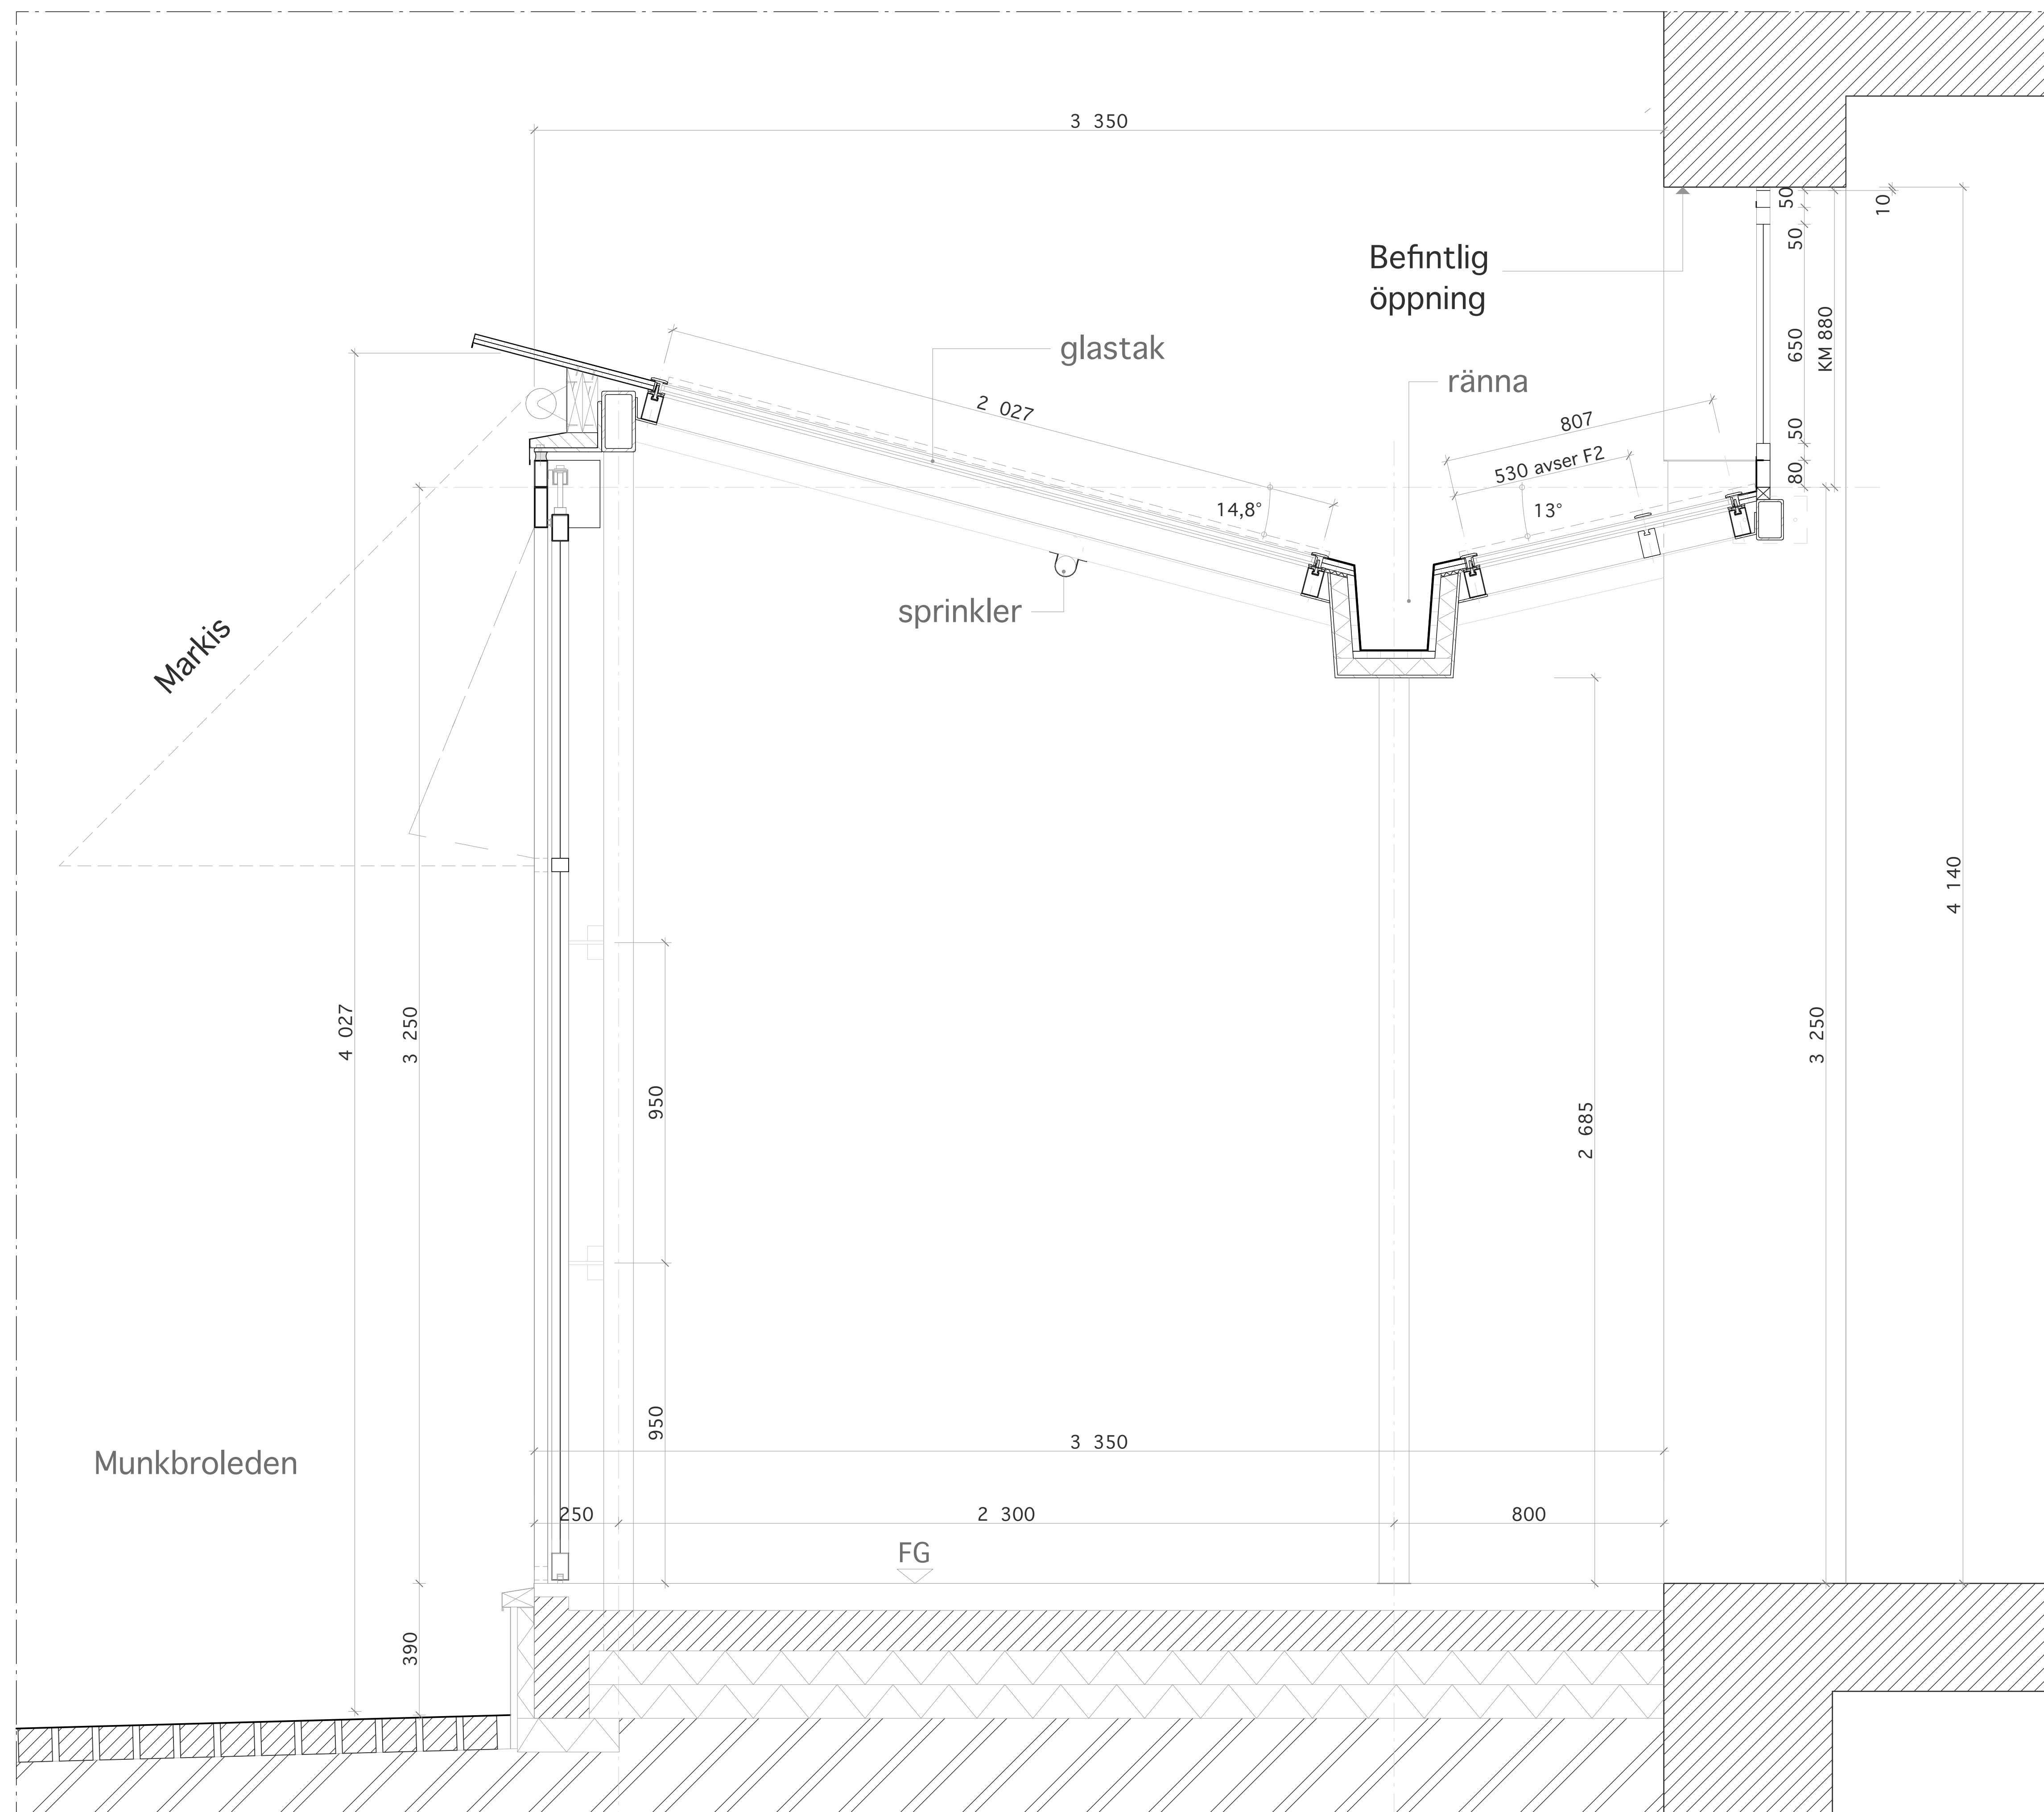 3 350
50
10
50
Befintlig
öppning
glastak
ränna
650
KM 880
2 027
807
50
530 avser F2
80
14,8°
13°
sprinkler
Markis
4 140
4 027
3 250
3 250
950
2 685
950
3 350
Munkbroleden
250
2 300
800
FG
390